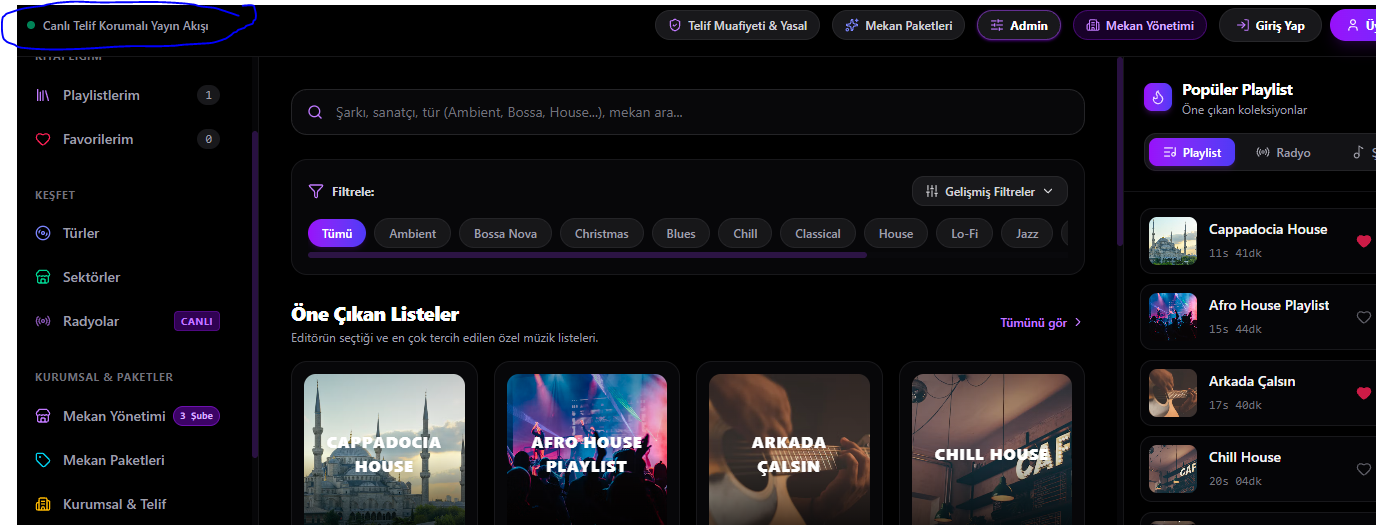 Canlı Telif Korumalı Yayın Akışı
Telif Muafiyeti & Yasal
Mekan Paketleri
Admin
Mekan Yönetimi
Giriş Yap
Playlistlerim 1
Favorilerim 0
KEŞFET
Türler
Sektörler
Radyolar CANLI
KURUMSAL & PAKETLER
Mekan Yönetimi 3 Şube
Mekan Paketleri
Kurumsal & Telif
Şarkı, sanatçı, tür (Ambient, Bossa, House...), mekan ara...
Filtrele:
Gelişmiş Filtreler
Tümü Ambient Bossa Nova Christmas Blues Chill Classical House Lo-Fi Jazz
Öne Çıkan Listeler
Editörün seçtiği ve en çok tercih edilen özel müzik listeleri.
Tümünü gör
CAPPADOCIA
HOUSE
AFRO HOUSE
PLAYLIST
ARKADA
ÇALSIN
CHILL HOUSE
Popüler Playlist
Öne çıkan koleksiyonlar
Playlist Radyo
Cappadocia House
11s 41dk
Afro House Playlist
15s 44dk
Arkada Çalsın
17s 40dk
Chill House
20s 04dk